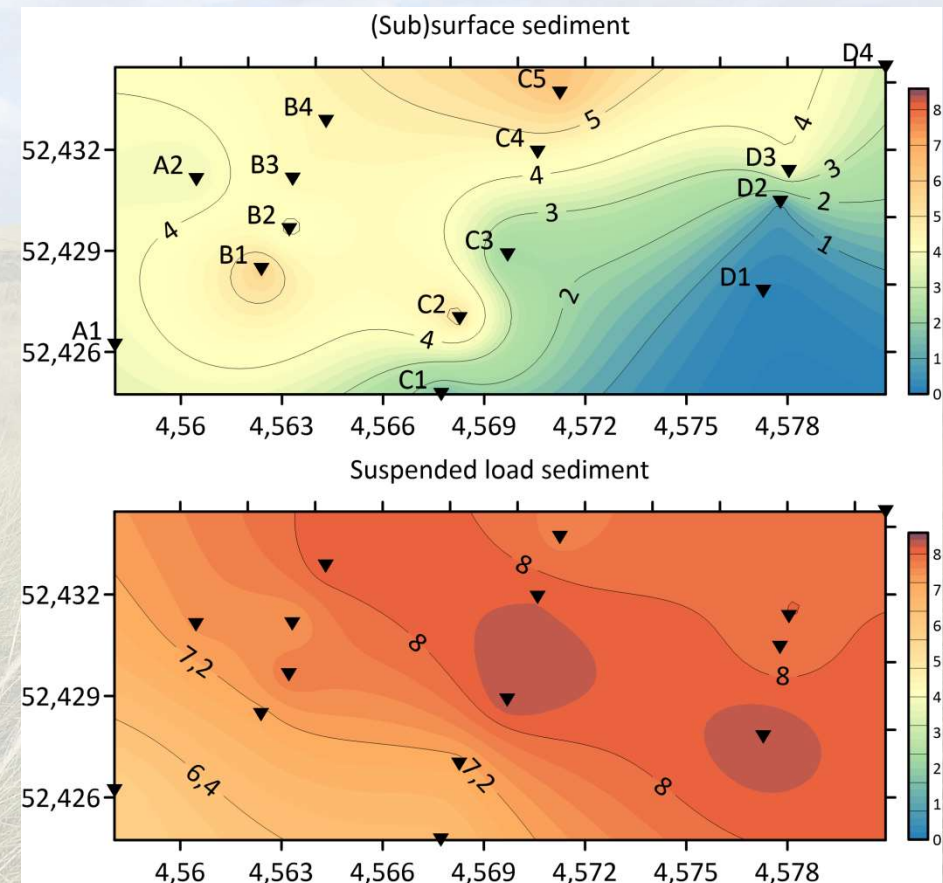 (Sub)surface sediment
D4
C5
8
B4
5
4
7
52,432
C4
A2
B3
D3
6
4
3
D2
B2
3
2
5
4
C3
52,429
1
4
B1
D1
2
3
C2
A1
4
2
52,426
1
C1
0
4,56 4,563 4,566 4,569 4,572 4,575 4,578
Suspended load sediment
8
8
7
52,432
6
8
7,2
8
5
52,429
4
3
7,2
6,4
8
2
52,426
1
0
4,56 4,563 4,566 4,569 4,572 4,575 4,578